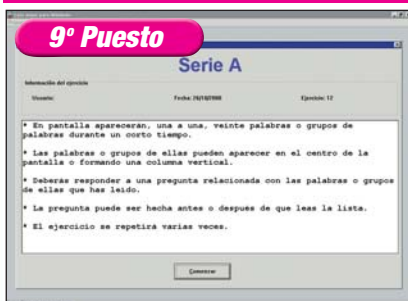 9º Puesto
Serie A
Información del ejercicio
Usuario:
Fecha: 28/10/2008
Ejercicio: 12
* En pantalla aparecerán, una a una, veinte palabras o grupos de
palabras durante un corto tiempo.
* Las palabras o grupos de ellas pueden aparecer en el centro de la
pantalla o formando una columna vertical.
* Deberás responder a una pregunta relacionada con las palabras o grupos
de ellas que has leído.
* La pregunta puede ser hecha antes o después de que leas la lista.
* El ejercicio se repetirá varias veces.
Comenzar